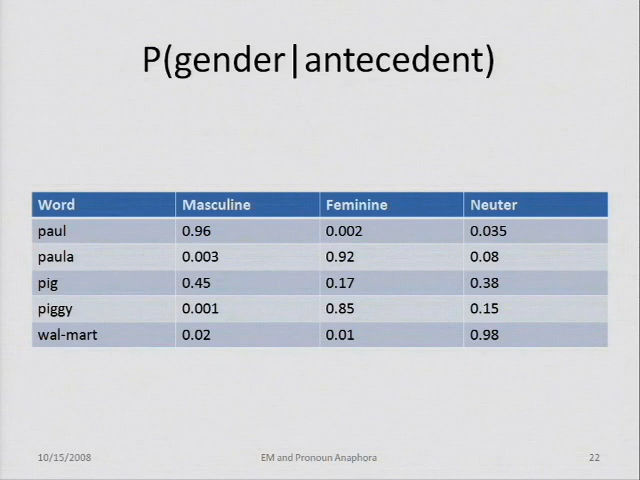 P(gender|antecedent)
Word Masculine Feminine Neuter
paul 0.96 0.002 0.035
paula 0.003 0.92 0.08
pig 0.45 0.17 0.38
piggy 0.001 0.85 0.15
wal-mart 0.02 0.01 0.98
10/15/2008 EM and Pronoun Anaphora 22